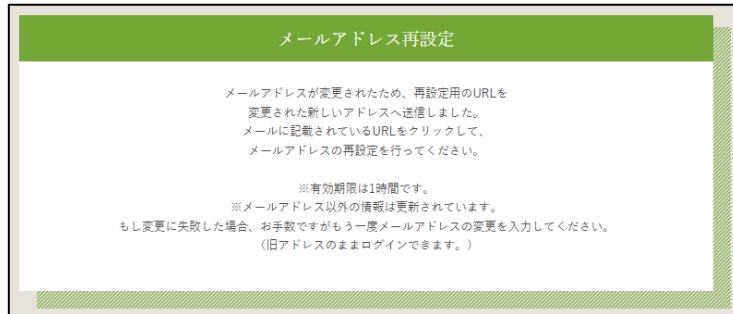 メールアドレス再設定
メールアドレスが変更されたため、再設定用のURLを
変更された新しいアドレスへ送信しました。
メールに記載されているURLをクリックして、
メールアドレスの再設定を行ってください。
※有効期限は1時間です。
※メールアドレス以外の情報は更新されています。
もし変更に失敗した場合、お手数ですがもう一度メールアドレスの変更を入力してください。
（旧アドレスのままログインできます。）